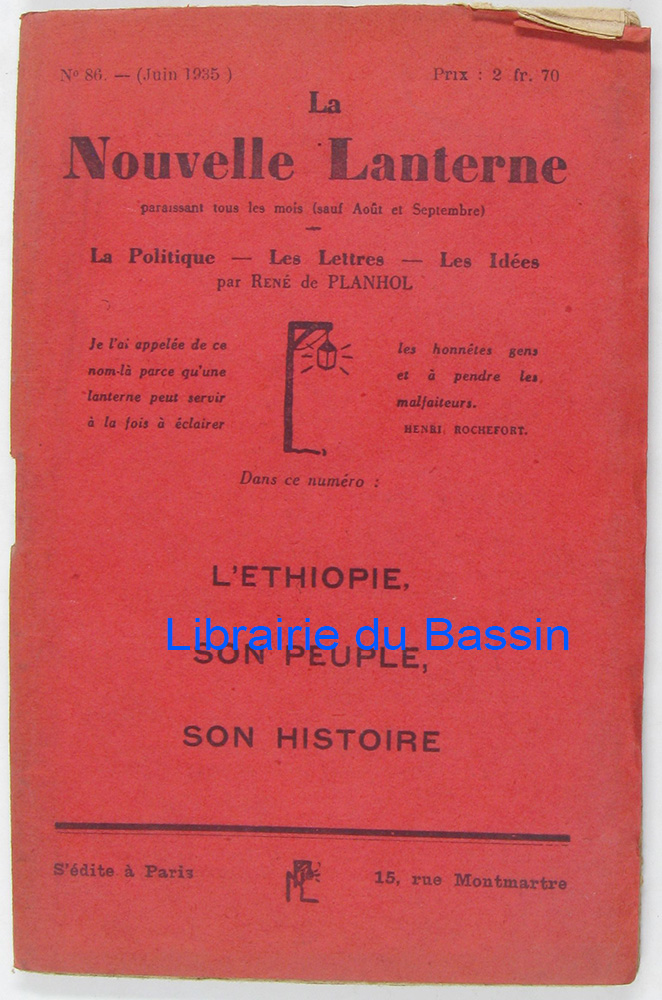 Nº 86. — (Juin 1935)
Prix : 2 fr. 70
La
Nouvelle Lanterne
paraissant tous les mois (sauf Août et Septembre)
La Politique — Les Lettres — Les Idées
par René de PLANHOL
Je l'ai appelée de ce
nom-là parce qu'une
lanterne peut servir
à la fois à éclairer
les honnêtes gens
et à pendre les
malfaiteurs.
HENRI ROCHEFORT.
Dans ce numéro :
L'ETHIOPIE,
Librairie du Bassin
SON PEUPLE,
SON HISTOIRE
S'édite à Paris
15, rue Montmartre